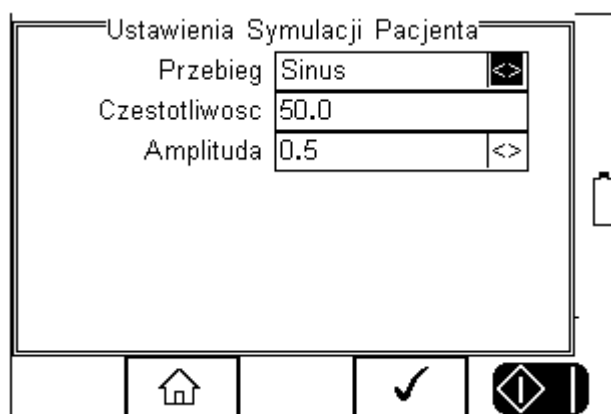 Ustawienia Symulacji Pacjenta
Przebieg Sinus <>
Czestotliwosc 50.0
Amplituda 0.5 <>